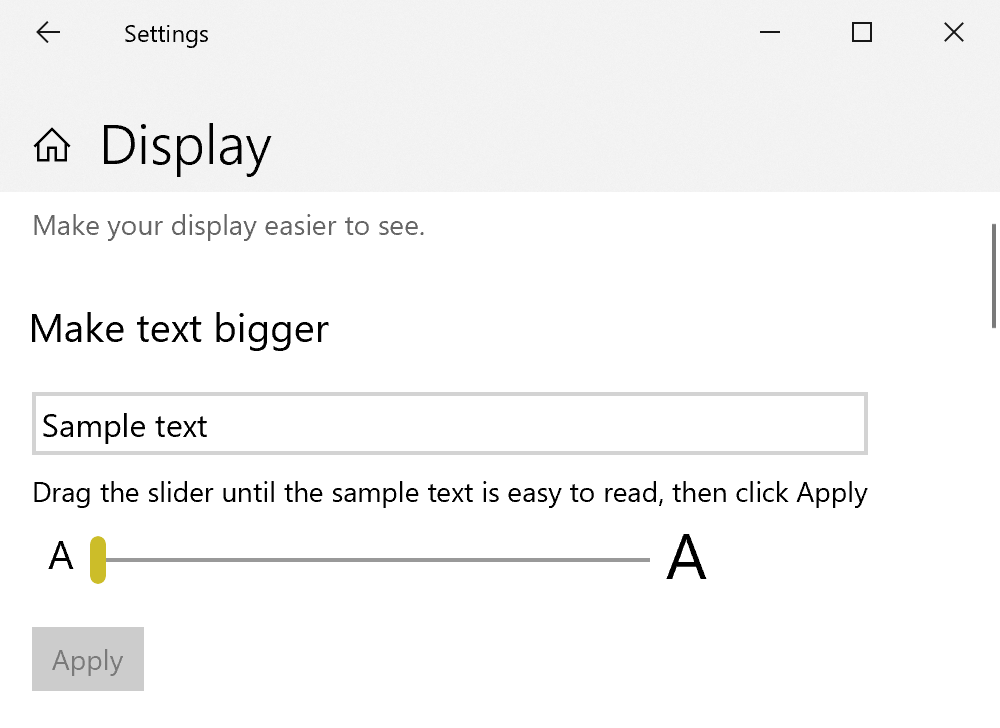 Settings
Display
Make your display easier to see.
Make text bigger
Sample text
Drag the slider until the sample text is easy to read, then click Apply
A A
Apply